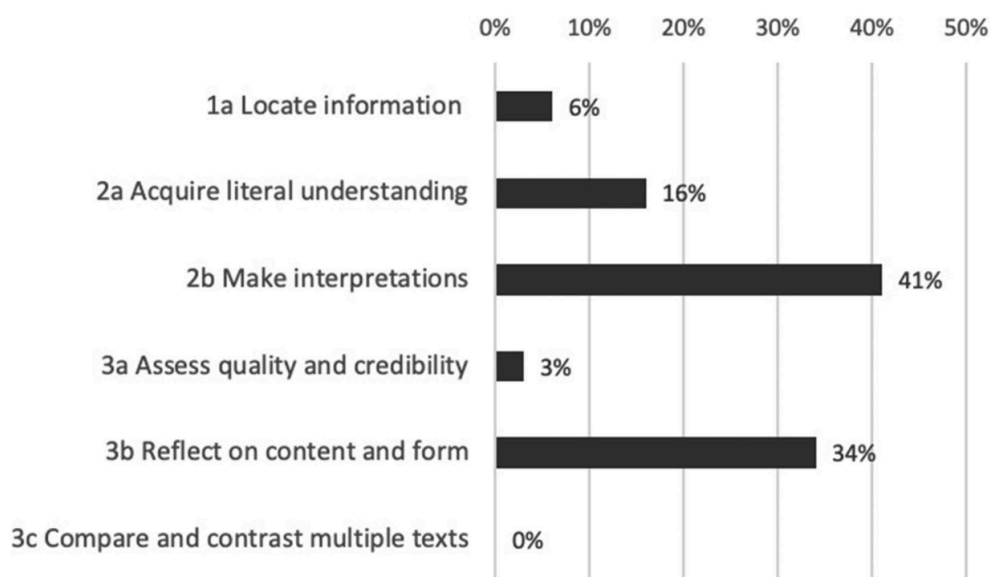 0% 10% 20% 30% 40% 50%
1a Locate information 6%
2a Acquire literal understanding 16%
2b Make interpretations 41%
3a Assess quality and credibility 3%
3b Reflect on content and form 34%
3c Compare and contrast multiple texts 0%